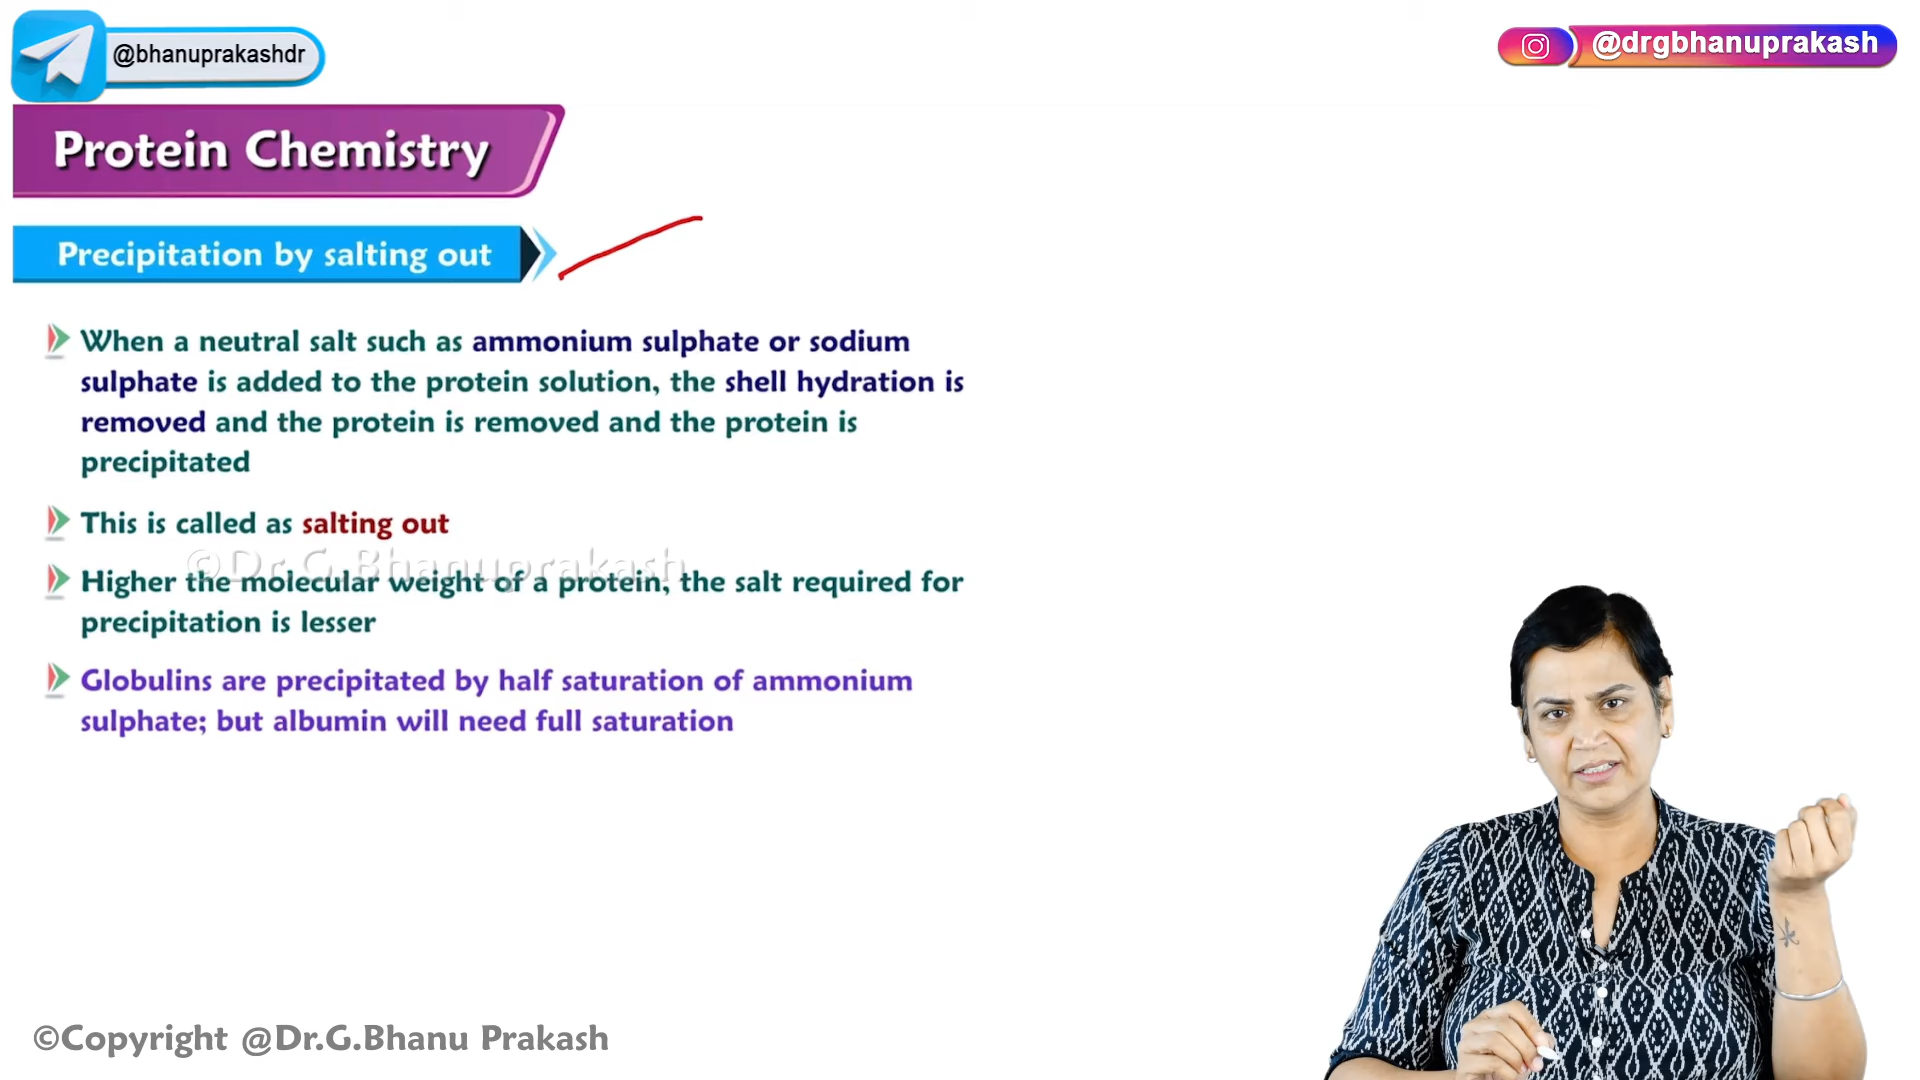 @bhanuprakashdr
@drgbhanuprakash
Protein Chemistry
Precipitation by salting out
When a neutral salt such as ammonium sulphate or sodium
sulphate is added to the protein solution, the shell hydration is
removed and the protein is removed and the protein is
precipitated
This is called as salting out
©Dr.G.Bhanuprakash
Higher the molecular weight of a protein, the salt required for
precipitation is lesser
Globulins are precipitated by half saturation of ammonium
sulphate; but albumin will need full saturation
©Copyright @Dr.G.Bhanu Prakash